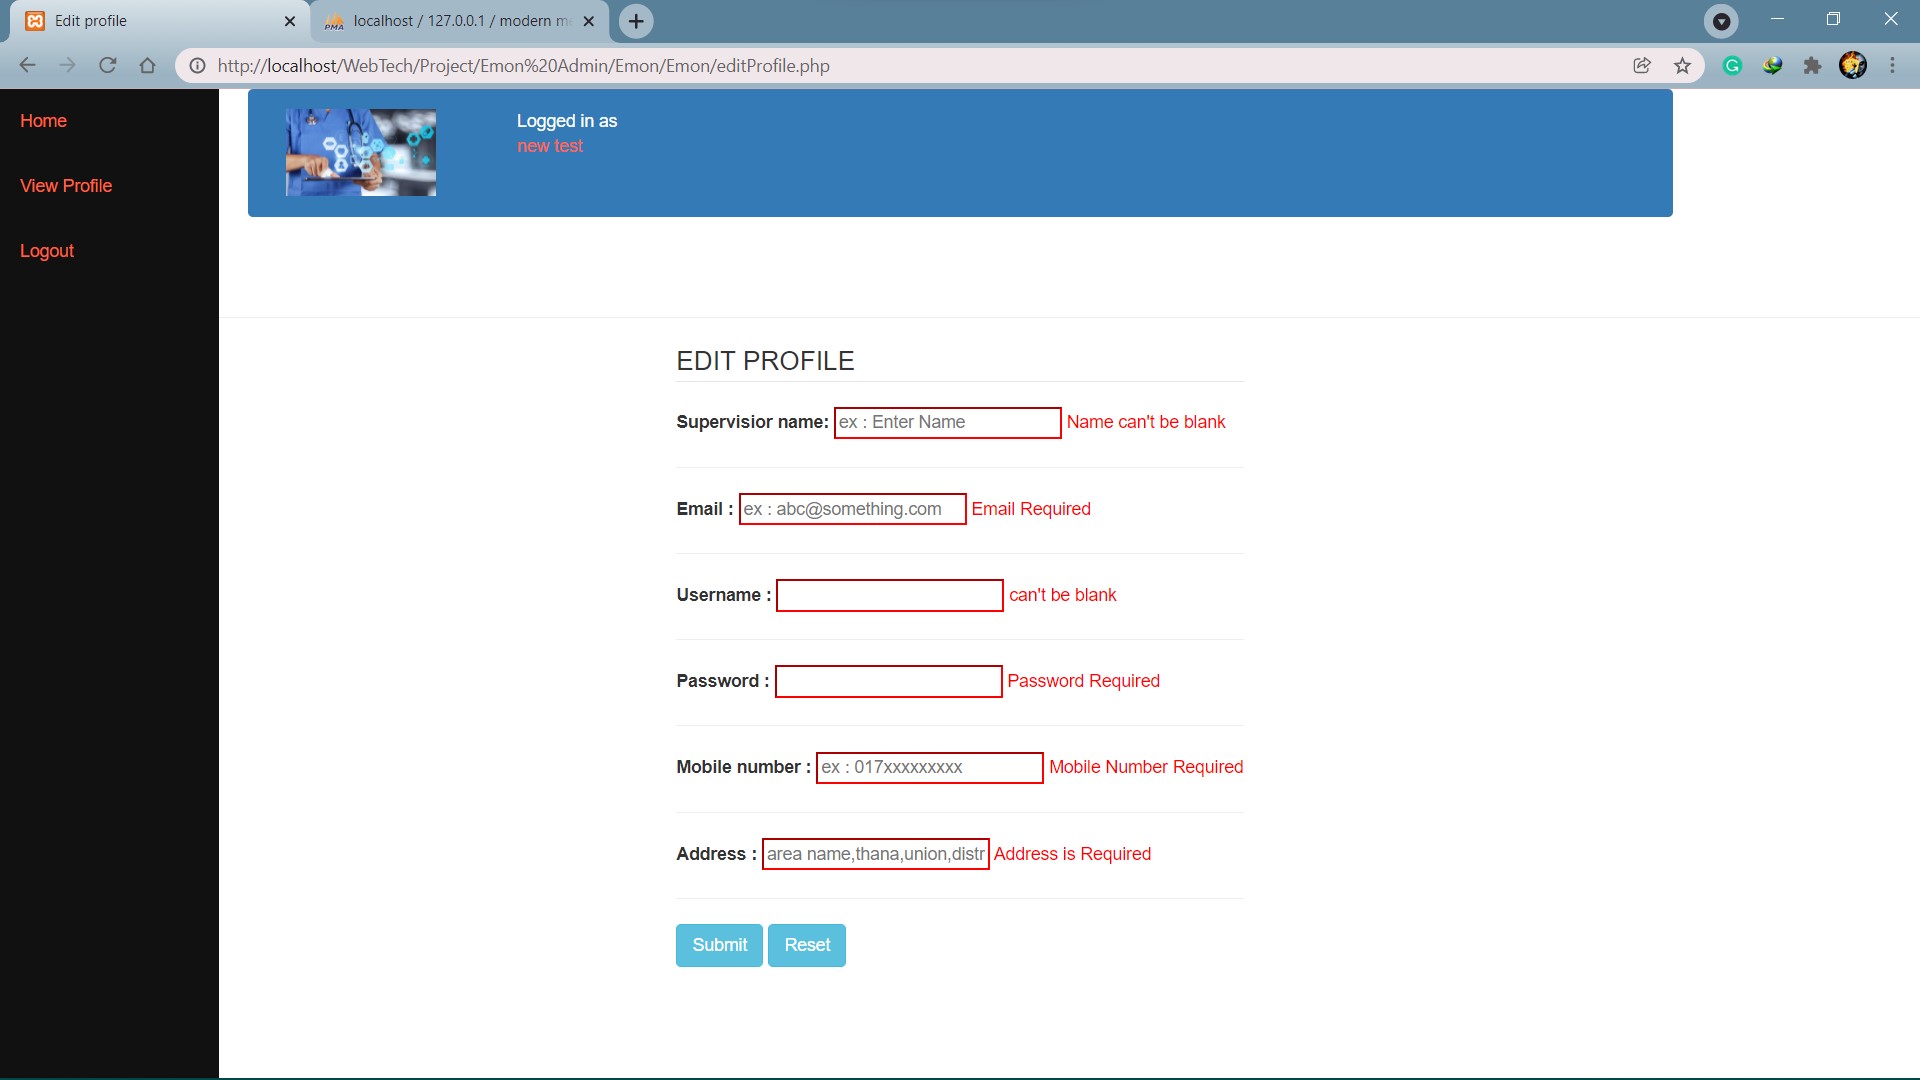 Edit profile
localhost / 127.0.0.1 / modern m
http://localhost/WebTech/Project/Emon%20Admin/Emon/Emon/editProfile.php
Home
View Profile
Logout
Logged in as
new test
EDIT PROFILE
Supervisior name: ex : Enter Name Name can't be blank
Email : ex : abc@something.com Email Required
Username : can't be blank
Password : Password Required
Mobile number : ex : 017xxxxxxxxx Mobile Number Required
Address : area name,thana,union,distr Address is Required
Submit Reset